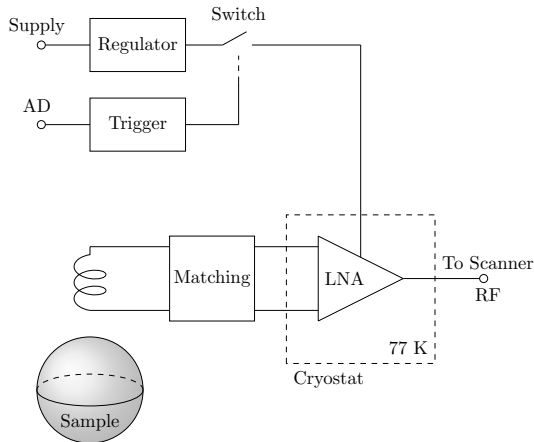 Switch
Supply
Regulator
AD
Trigger
Matching
LNA
To Scanner
RF
77 K
Cryostat
Sample